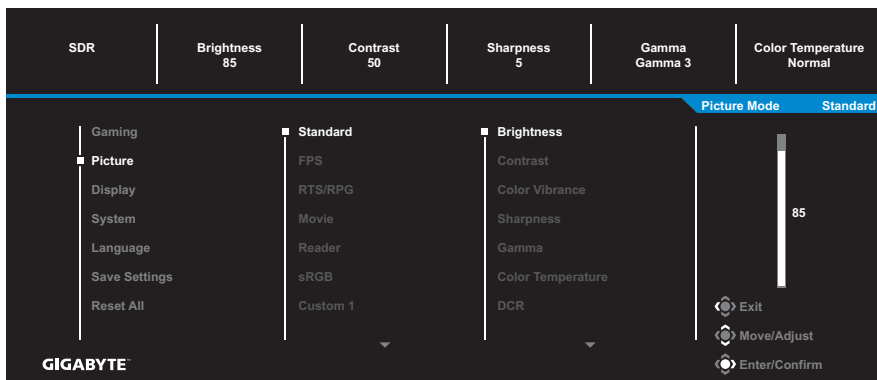 SDR
Brightness
85
Contrast
50
Sharpness
5
Gamma
Gamma 3
Color Temperature
Normal
Picture Mode Standard
Gaming
Picture
Display
System
Language
Save Settings
Reset All
Standard
FPS
RTS/RPG
Movie
Reader
sRGB
Custom 1
Brightness
Contrast
Color Vibrance
Sharpness
Gamma
Color Temperature
DCR
85
Exit
Move/Adjust
Enter/Confirm
GIGABYTE™